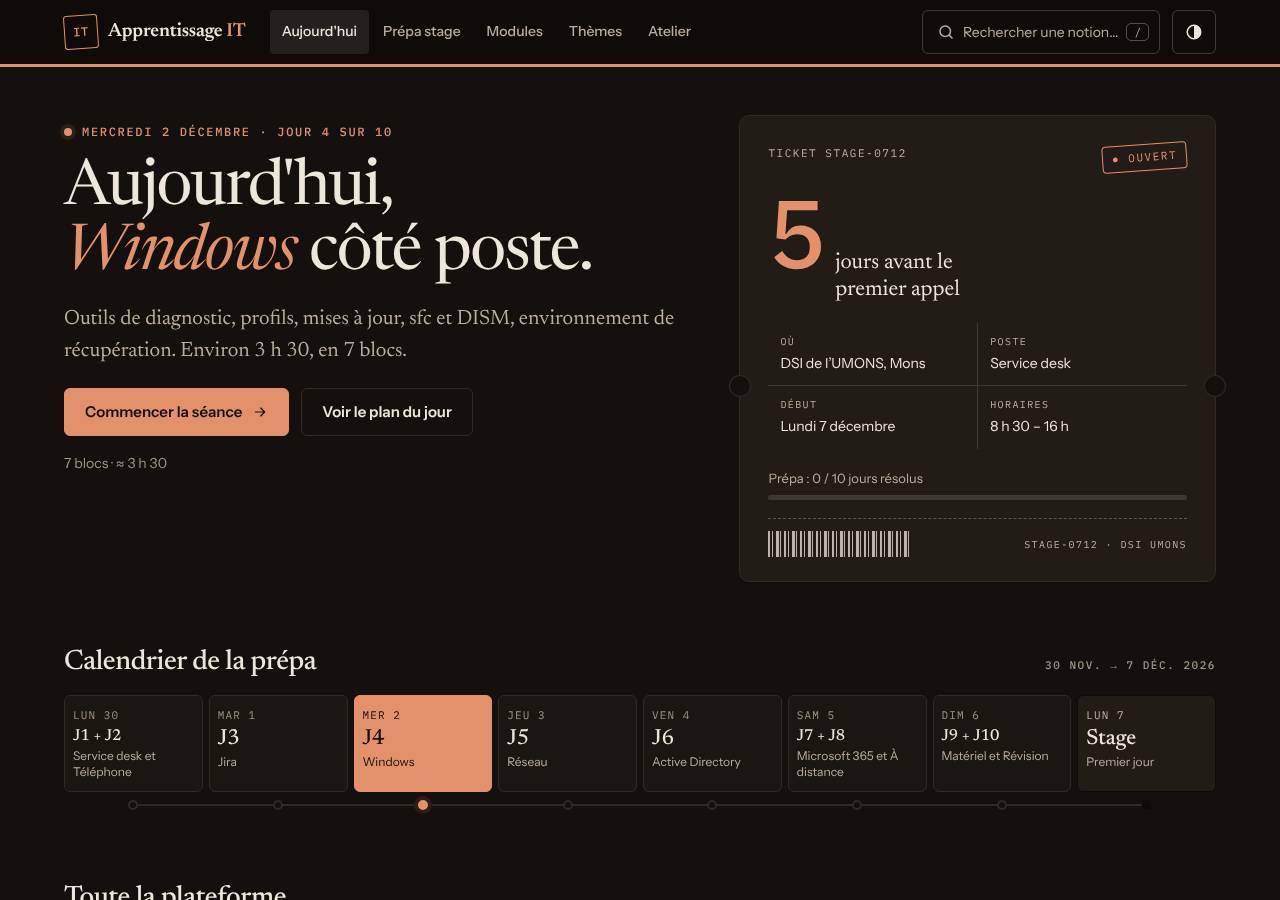 IT
Apprentissage IT
Aujourd'hui
Prépa stage
Modules
Thèmes
Atelier
Rechercher une notion...
/
MERCREDI 2 DÉCEMBRE · JOUR 4 SUR 10
Aujourd'hui,
Windows côté poste.
Outils de diagnostic, profils, mises à jour, sfc et DISM, environnement de
récupération. Environ 3 h 30, en 7 blocs.
Commencer la séance →
Voir le plan du jour
7 blocs · ≈ 3 h 30
TICKET STAGE-0712
● OUVERT
5 jours avant le
premier appel
OÙ
DSI de l'UMONS, Mons
POSTE
Service desk
DÉBUT
Lundi 7 décembre
HORAIRES
8 h 30 – 16 h
Prépa : 0 / 10 jours résolus
STAGE-0712 · DSI UMONS
Calendrier de la prépa
30 NOV. → 7 DÉC. 2026
LUN 30
J1 + J2
Service desk et
Téléphone
MAR 1
J3
Jira
MER 2
J4
Windows
JEU 3
J5
Réseau
VEN 4
J6
Active Directory
SAM 5
J7 + J8
Microsoft 365 et À
distance
DIM 6
J9 + J10
Matériel et Révision
LUN 7
Stage
Premier jour
Toute la plateforme